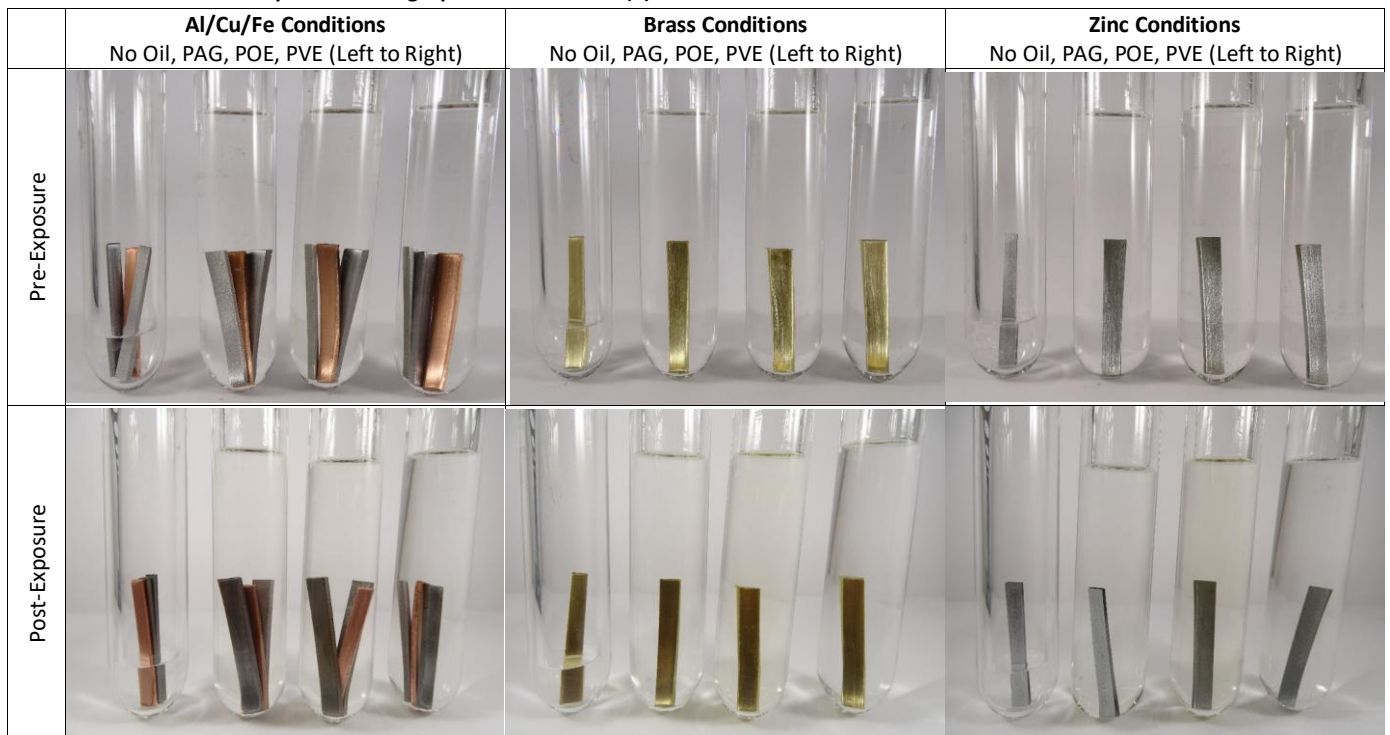 Al/Cu/Fe Conditions
No Oil, PAG, POE, PVE (Left to Right)
Brass Conditions
No Oil, PAG, POE, PVE (Left to Right)
Zinc Conditions
No Oil, PAG, POE, PVE (Left to Right)
Pre-Exposure
Post-Exposure